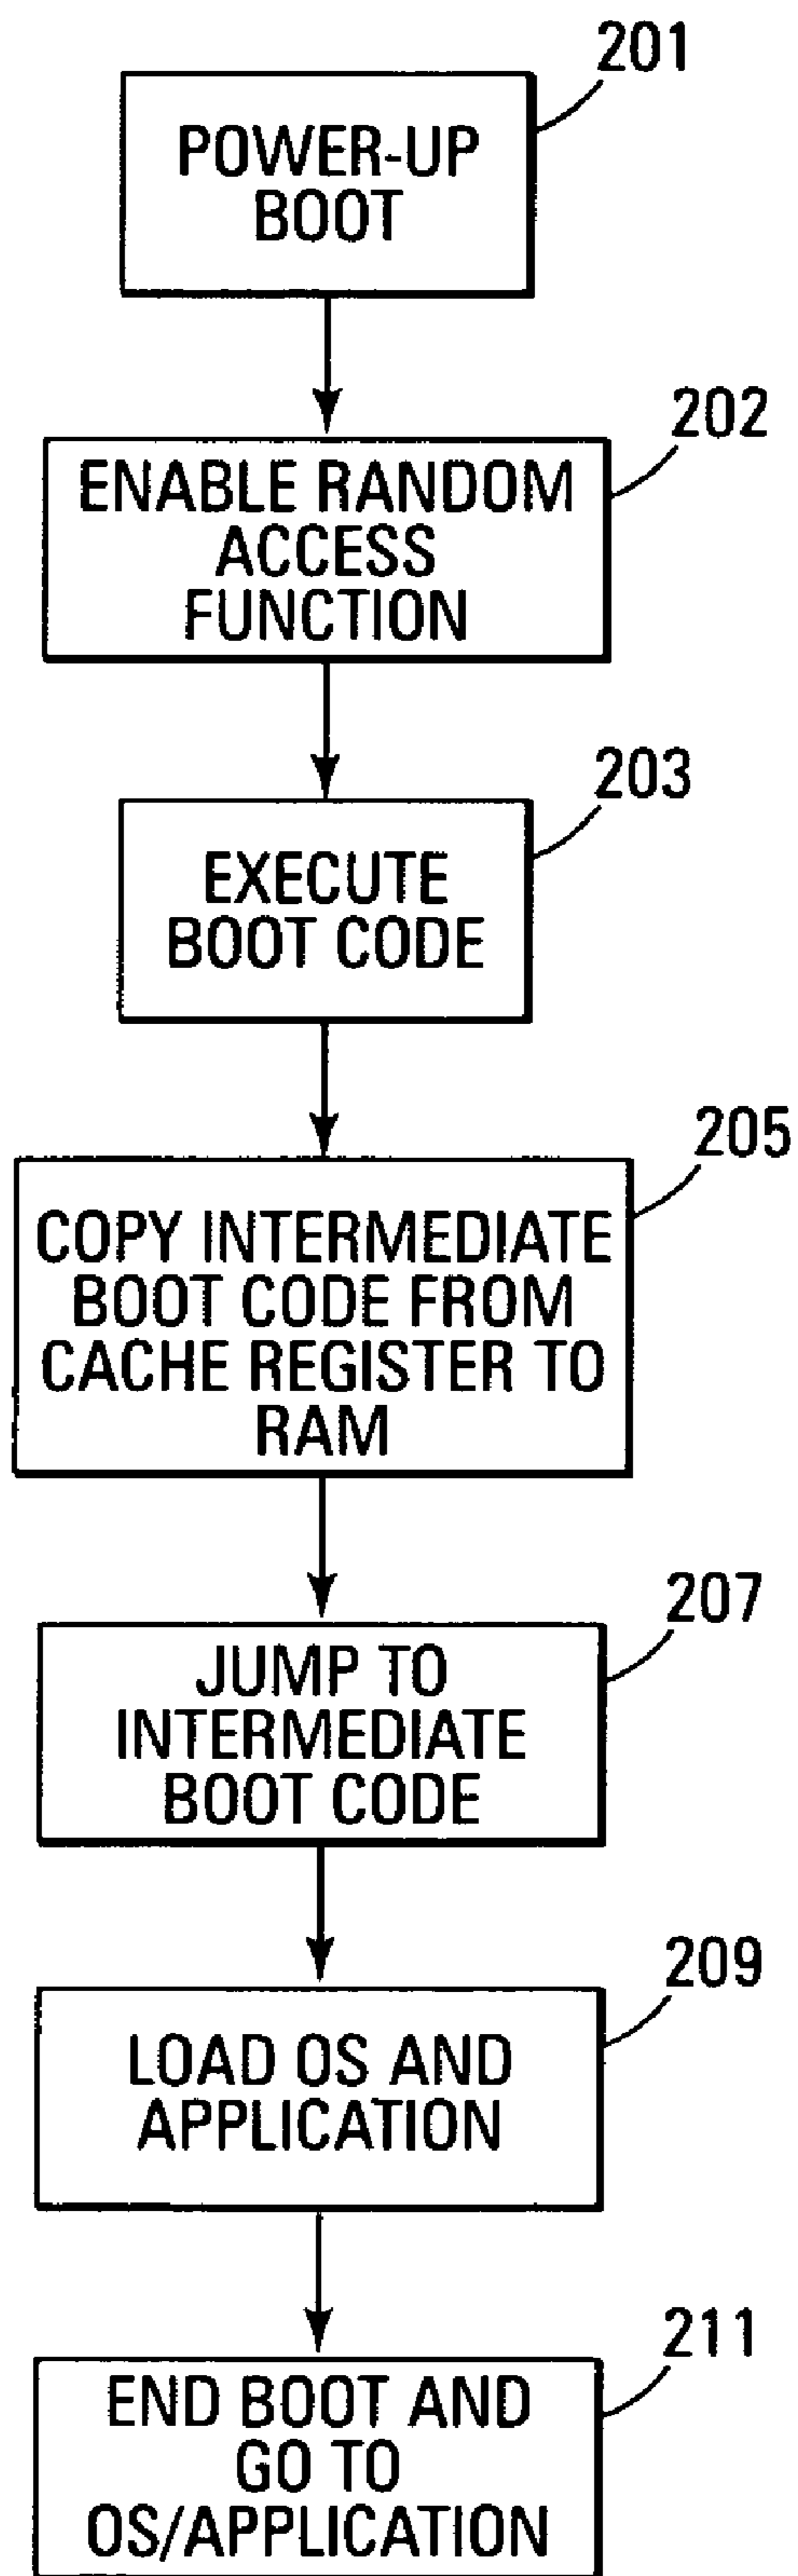 201
POWER-UP
BOOT
202
ENABLE RANDOM
ACCESS
FUNCTION
203
EXECUTE
BOOT CODE
205
COPY INTERMEDIATE
BOOT CODE FROM
CACHE REGISTER TO
RAM
207
JUMP TO
INTERMEDIATE
BOOT CODE
209
LOAD OS AND
APPLICATION
211
END BOOT AND
GO TO
OS/APPLICATION